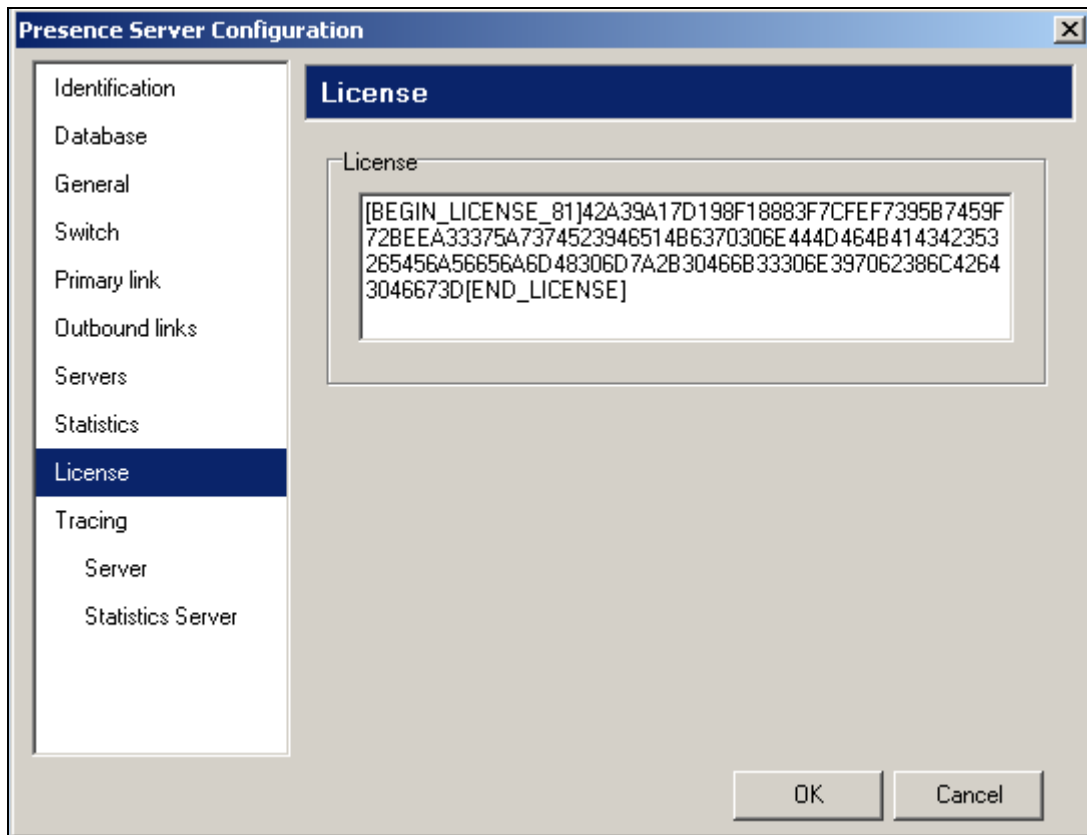 Presence Server Configuration
Identification
Database
General
Switch
Primary link
Outbound links
Servers
Statistics
License
Tracing
Server
Statistics Server
License
License
[BEGIN_LICENSE_81]42A39A17D198F18883F7CFEF7395B7459F
72BEEA33375A7374523946514B6370306E444D464B414342353
265456A56656A6D48306D7A2B30466B33306E397062386C4264
3046673D[END_LICENSE]
OK
Cancel